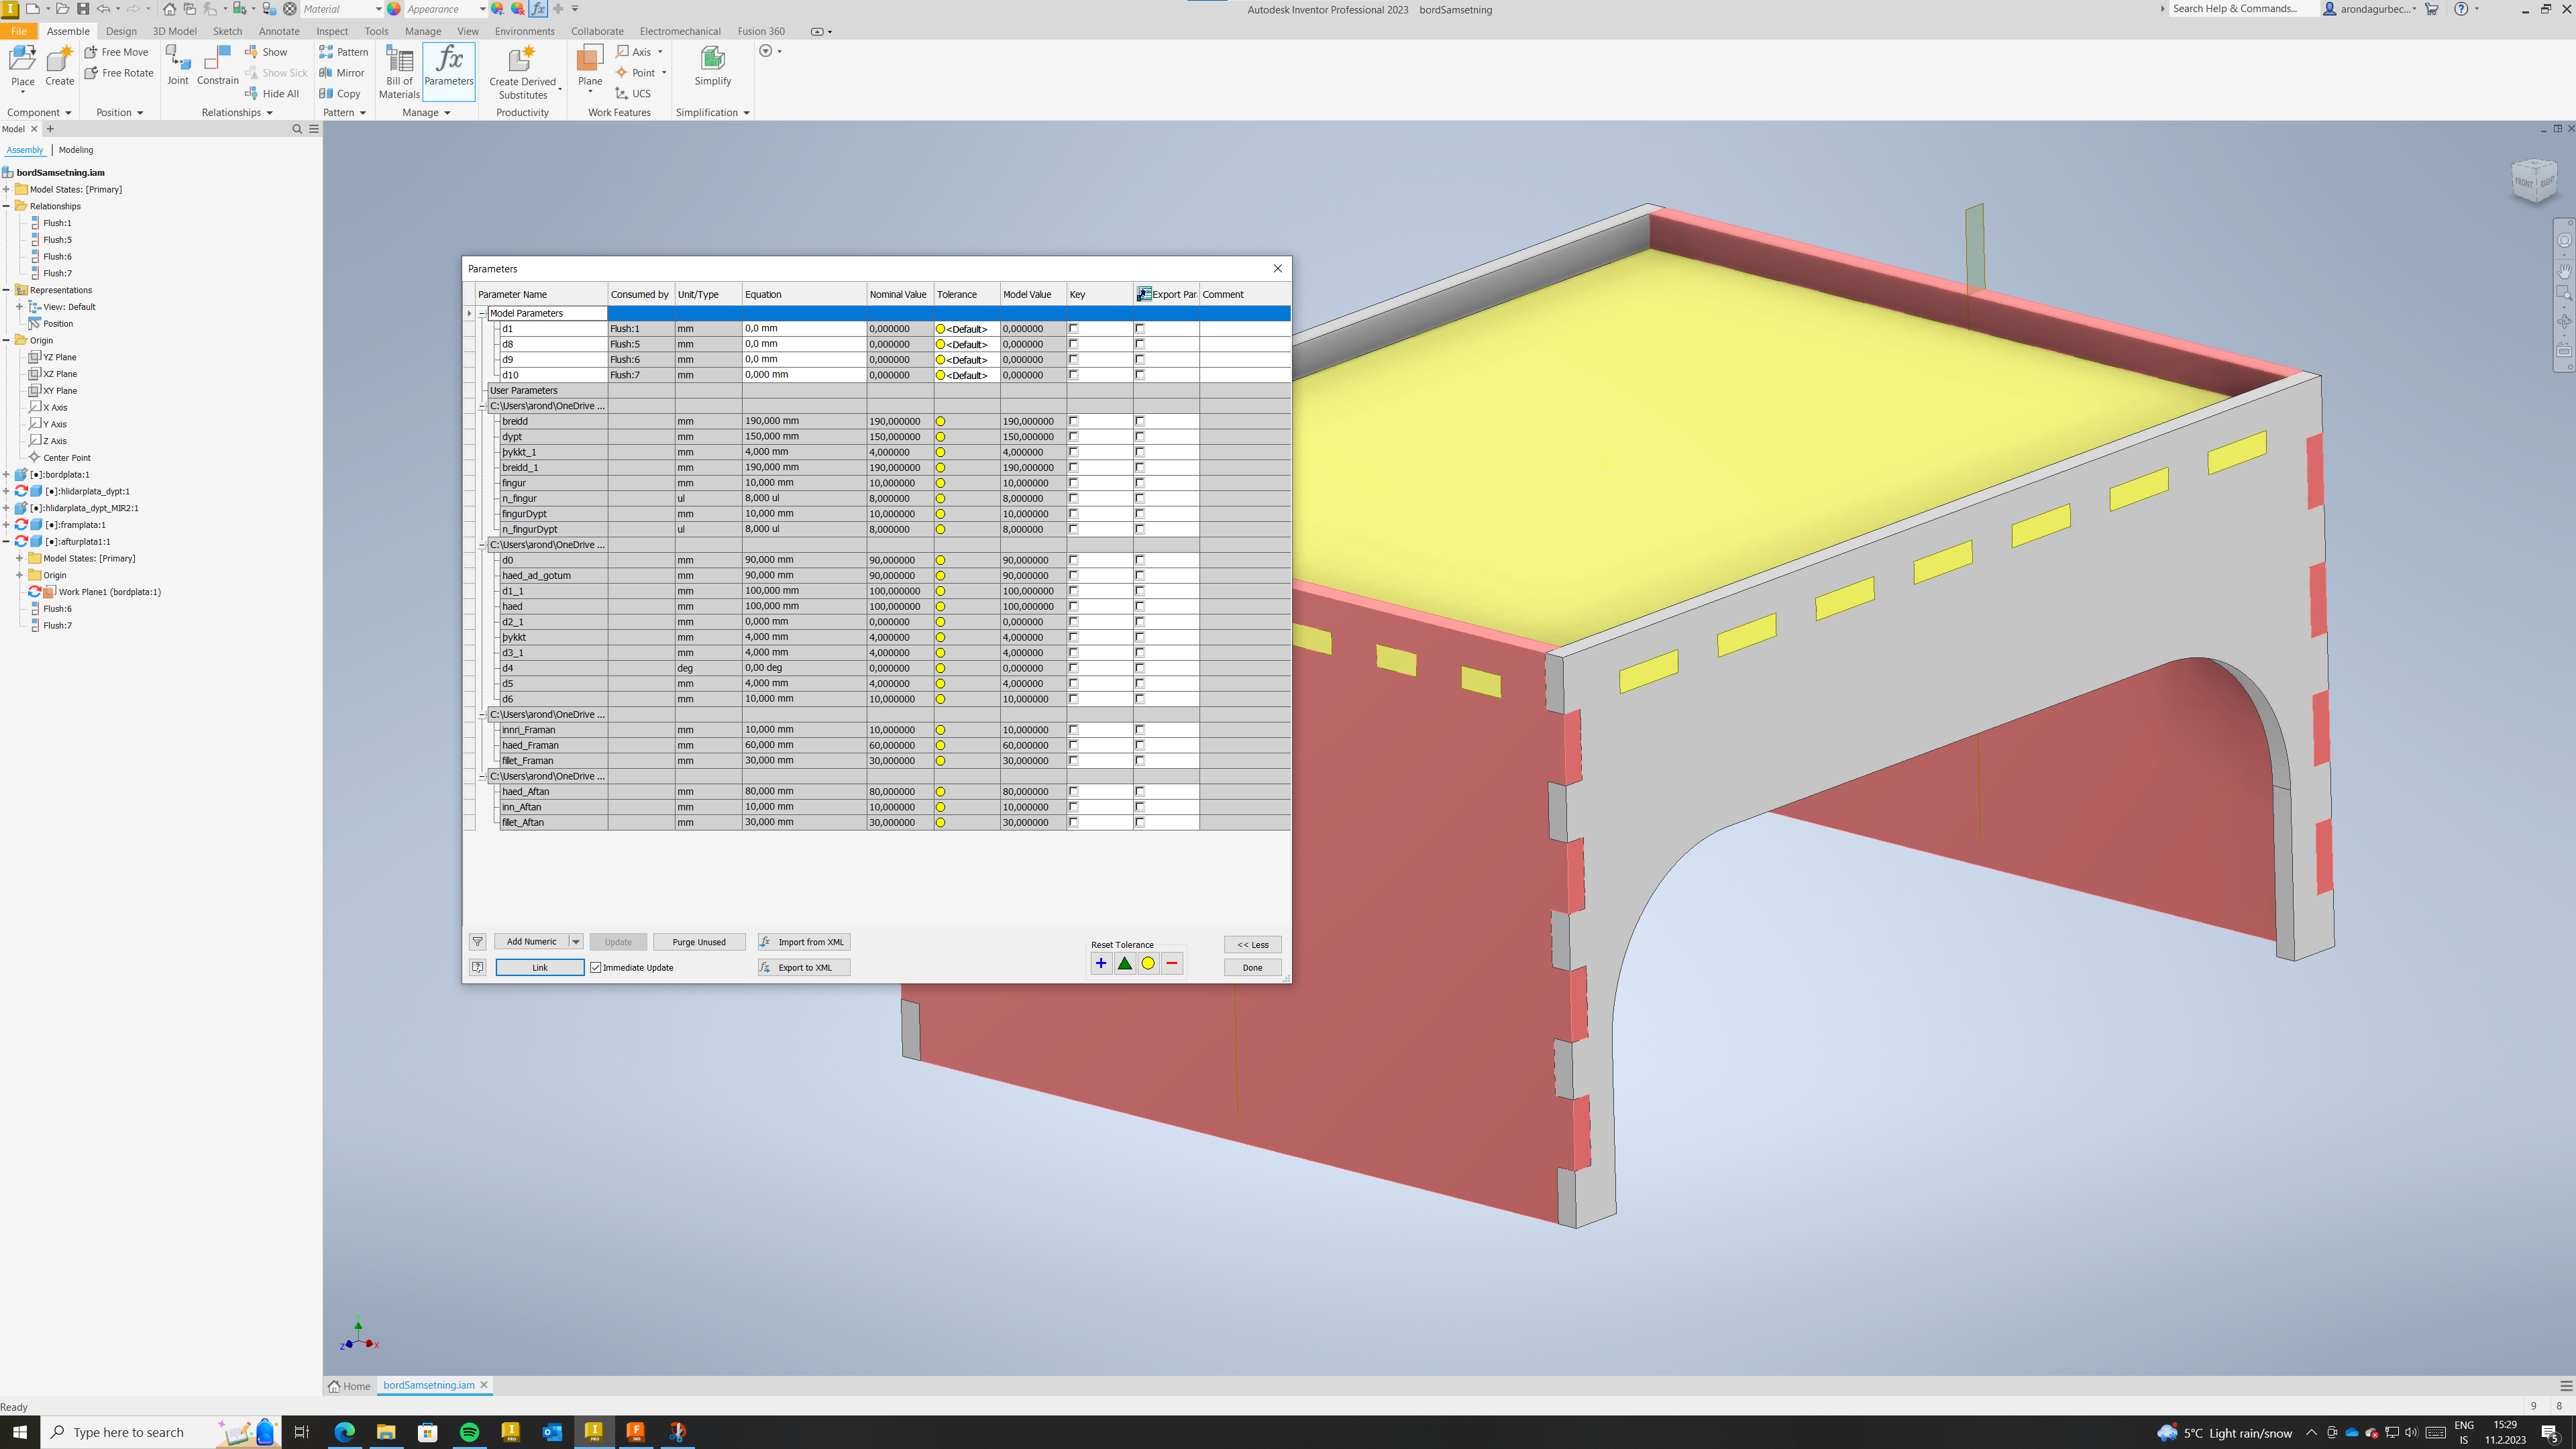 Material
Appearance
Autodesk Inventor Professional 2023 bordSamsetning
Search Help & Commands...
arondagurbec...
File Assemble Design 3D Model Sketch Annotate Inspect Tools Manage View Environments Collaborate Electromechanical Fusion 360
Place
Create
Free Move
Free Rotate
Joint
Constrain
Show
Show Sick
Hide All
Pattern
Mirror
Copy
Bill of
Materials
fx
Parameters
Create Derived
Substitutes
Plane
Axis
Point
UCS
Simplify
Component Position Relationships Pattern Manage Productivity Work Features Simplification
Model
Assembly | Modeling
bordSamsetning.iam
Model States: [Primary]
Relationships
Flush:1
Flush:5
Flush:6
Flush:7
Representations
View: Default
Position
Origin
YZ Plane
XZ Plane
XY Plane
X Axis
Y Axis
Z Axis
Center Point
[●]:bordplata:1
[●]:hlidarplata_dypt:1
[●]:hlidarplata_dypt_MIR2:1
[●]:framplata:1
[●]:afturplata1:1
Model States: [Primary]
Origin
Work Plane1 (bordplata:1)
Flush:6
Flush:7
FRONT RIGHT
Parameters
Parameter Name Consumed by Unit/Type Equation Nominal Value Tolerance Model Value Key Export Par Comment
Model Parameters
d1 Flush:1 mm 0,0 mm 0,000000 <Default> 0,000000
d8 Flush:5 mm 0,0 mm 0,000000 <Default> 0,000000
d9 Flush:6 mm 0,0 mm 0,000000 <Default> 0,000000
d10 Flush:7 mm 0,000 mm 0,000000 <Default> 0,000000
User Parameters
C:\Users\arond\OneDrive ...
breidd mm 190,000 mm 190,000000 190,000000
dypt mm 150,000 mm 150,000000 150,000000
þykkt_1 mm 4,000 mm 4,000000 4,000000
breidd_1 mm 190,000 mm 190,000000 190,000000
fingur mm 10,000 mm 10,000000 10,000000
n_fingur ul 8,000 ul 8,000000 8,000000
fingurDypt mm 10,000 mm 10,000000 10,000000
n_fingurDypt ul 8,000 ul 8,000000 8,000000
C:\Users\arond\OneDrive ...
d0 mm 90,000 mm 90,000000 90,000000
haed_ad_gotum mm 90,000 mm 90,000000 90,000000
d1_1 mm 100,000 mm 100,000000 100,000000
haed mm 100,000 mm 100,000000 100,000000
d2_1 mm 0,000 mm 0,000000 0,000000
þykkt mm 4,000 mm 4,000000 4,000000
d3_1 mm 4,000 mm 4,000000 4,000000
d4 deg 0,00 deg 0,000000 0,000000
d5 mm 4,000 mm 4,000000 4,000000
d6 mm 10,000 mm 10,000000 10,000000
C:\Users\arond\OneDrive ...
innri_Framan mm 10,000 mm 10,000000 10,000000
haed_Framan mm 60,000 mm 60,000000 60,000000
fillet_Framan mm 30,000 mm 30,000000 30,000000
C:\Users\arond\OneDrive ...
haed_Aftan mm 80,000 mm 80,000000 80,000000
inn_Aftan mm 10,000 mm 10,000000 10,000000
fillet_Aftan mm 30,000 mm 30,000000 30,000000
Add Numeric Update Purge Unused Import from XML Reset Tolerance << Less
Link Immediate Update Export to XML Done
Z X
Home bordSamsetning.iam
Ready
9 8
Type here to search
5°C Light rain/snow
ENG
IS
15:29
11.2.2023
5